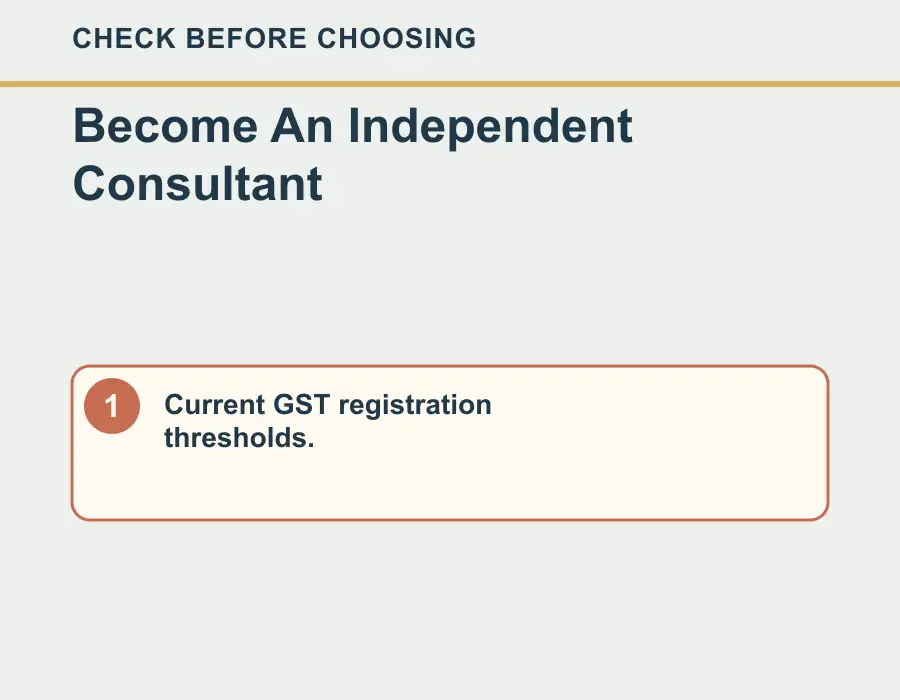 CHECK BEFORE CHOOSING
Become An Independent
Consultant
1
Current GST registration
thresholds.